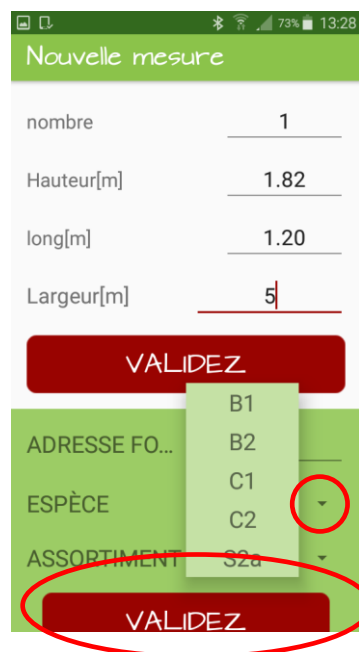 73% 13:28
Nouvelle mesure
nombre 1
Hauteur[m] 1.82
long[m] 1.20
Largeur[m] 5
VALIDEZ
B1
ADRESSE FO... B2
C1
ESPÈCE
C2
ASSORTIMENT S2a
VALIDEZ